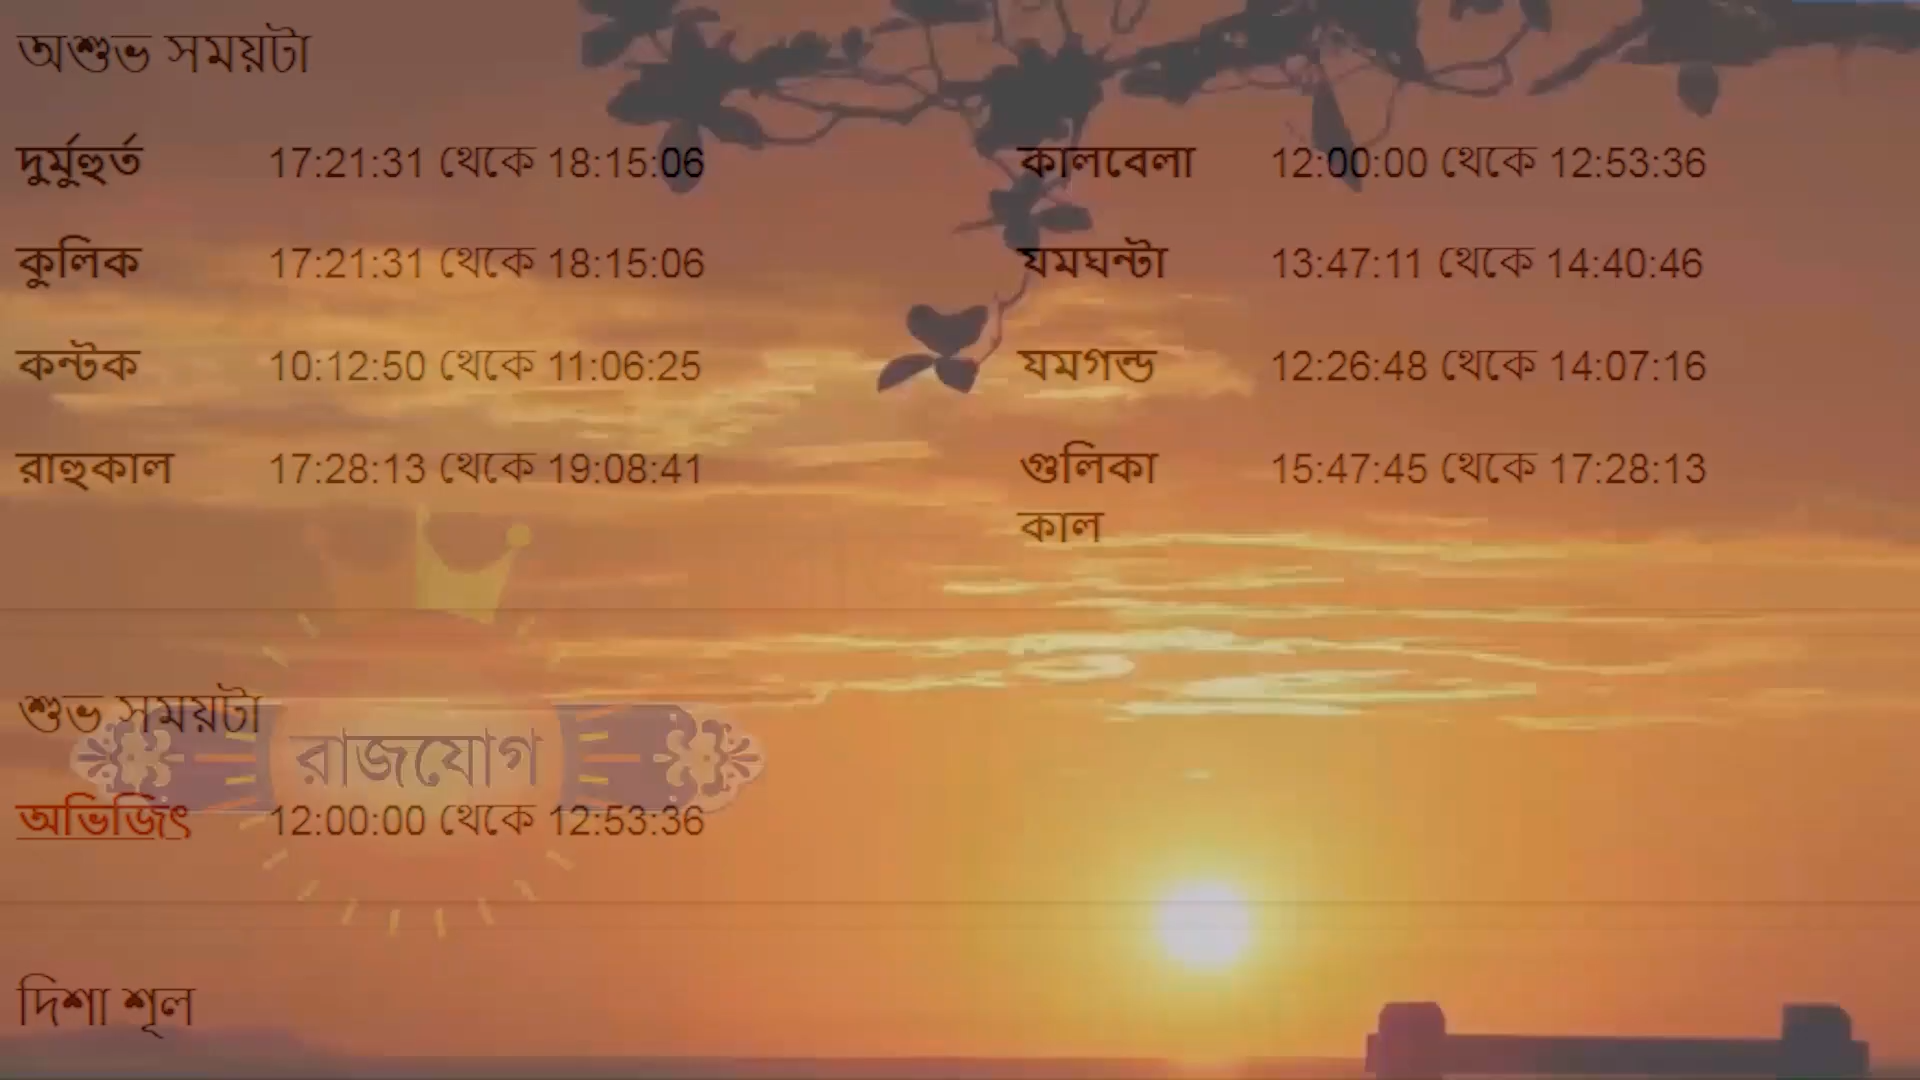 অশুভ সময়টা
দুর্মুহুর্ত 17:21:31 থেকে 18:15:06 কালবেলা 12:00:00 থেকে 12:53:36
কুলিক 17:21:31 থেকে 18:15:06 যমঘন্টা 13:47:11 থেকে 14:40:46
কন্টক 10:12:50 থেকে 11:06:25 যমগন্ড 12:26:48 থেকে 14:07:16
রাহুকাল 17:28:13 থেকে 19:08:41 গুলিকা 15:47:45 থেকে 17:28:13
কাল
শুভ সময়টা
রাজযোগ
অভিজিৎ 12:00:00 থেকে 12:53:36
দিশা শূল